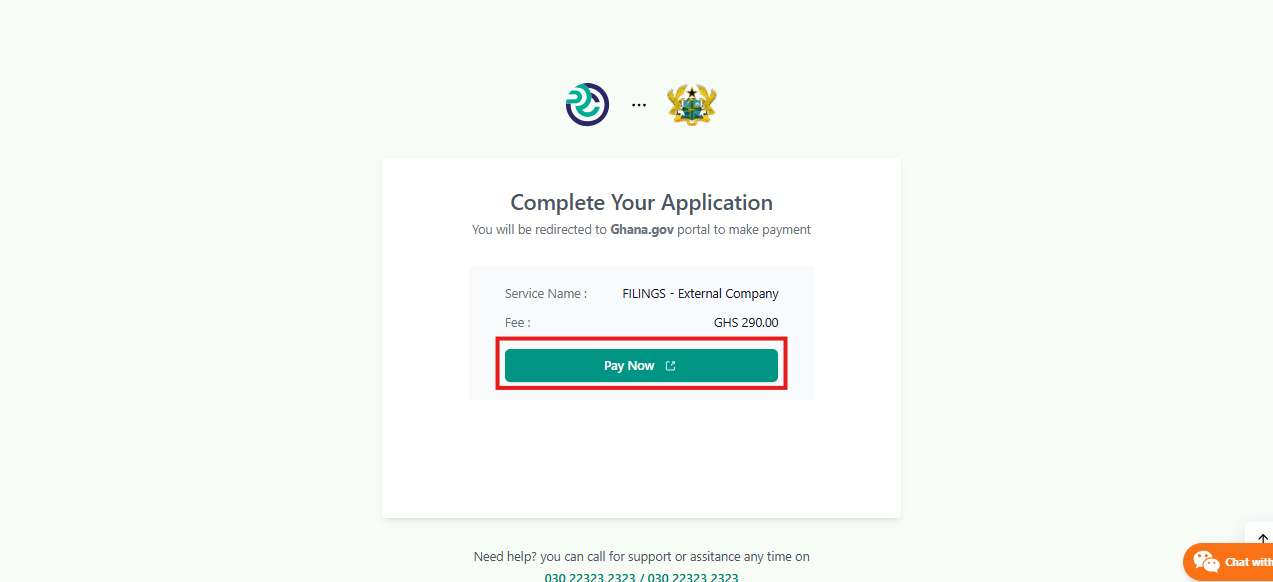 Complete Your Application
You will be redirected to Ghana.gov portal to make payment
Service Name : FILINGS - External Company
Fee : GHS 290.00
Pay Now
Need help? you can call for support or assitance any time on
030 22323 2323 / 030 22323 2323
Chat with